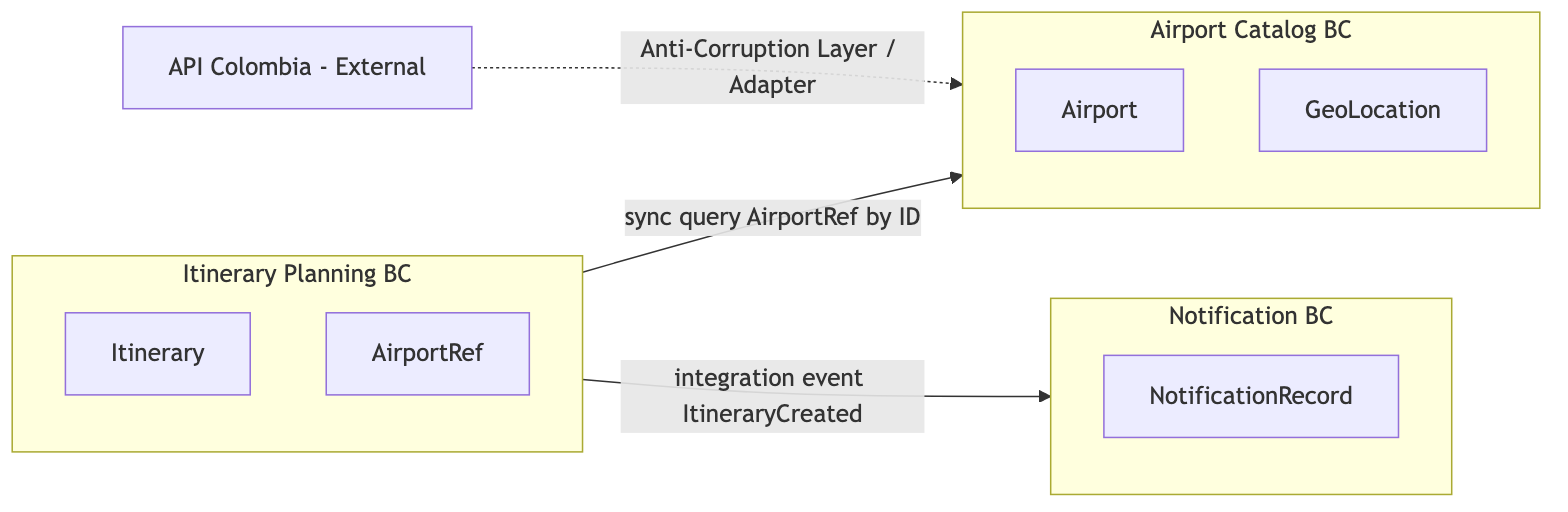 API Colombia - External
Anti-Corruption Layer /
Adapter
Airport Catalog BC
Airport
GeoLocation
sync query AirportRef by ID
Itinerary Planning BC
Itinerary
AirportRef
integration event
ItineraryCreated
Notification BC
NotificationRecord